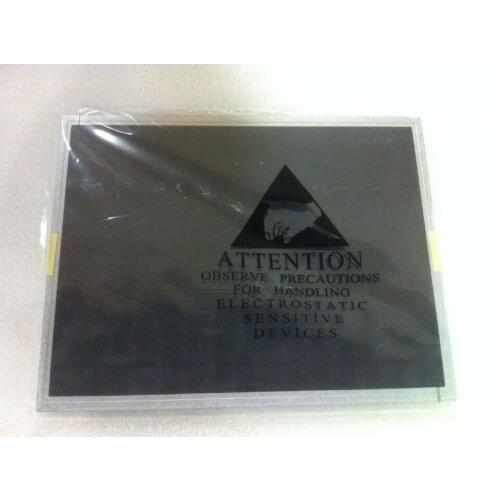 ATTENTION
OBSERVE PRECAUTIONS
FOR HANDLING
ELECTROSTATIC
SENSITIVE
DEVICES